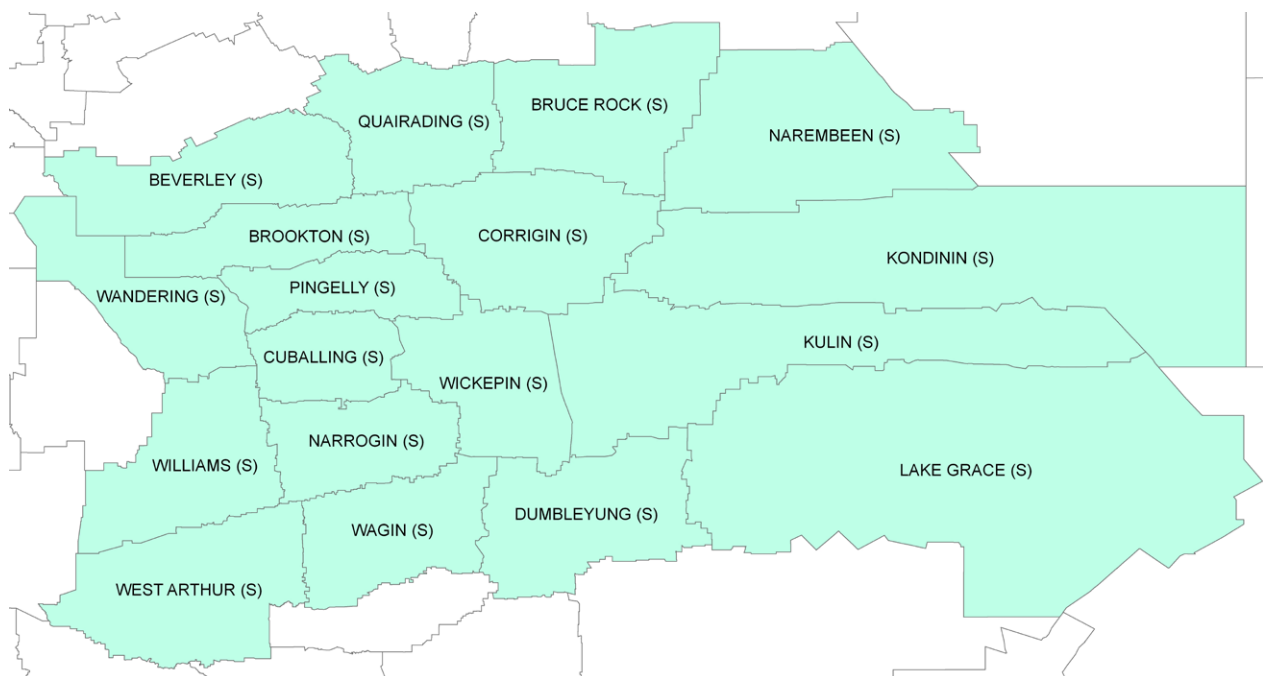 BRUCE ROCK (S)
QUAIRADING (S)
NAREMBEEN (S)
BEVERLEY (S)
BROOKTON (S)
CORRIGIN (S)
KONDININ (S)
PINGELLY (S)
WANDERING (S)
KULIN (S)
CUBALLING (S)
WICKEPIN (S)
NARROGIN (S)
WILLIAMS (S)
LAKE GRACE (S)
DUMBLEYUNG (S)
WAGIN (S)
WEST ARTHUR (S)